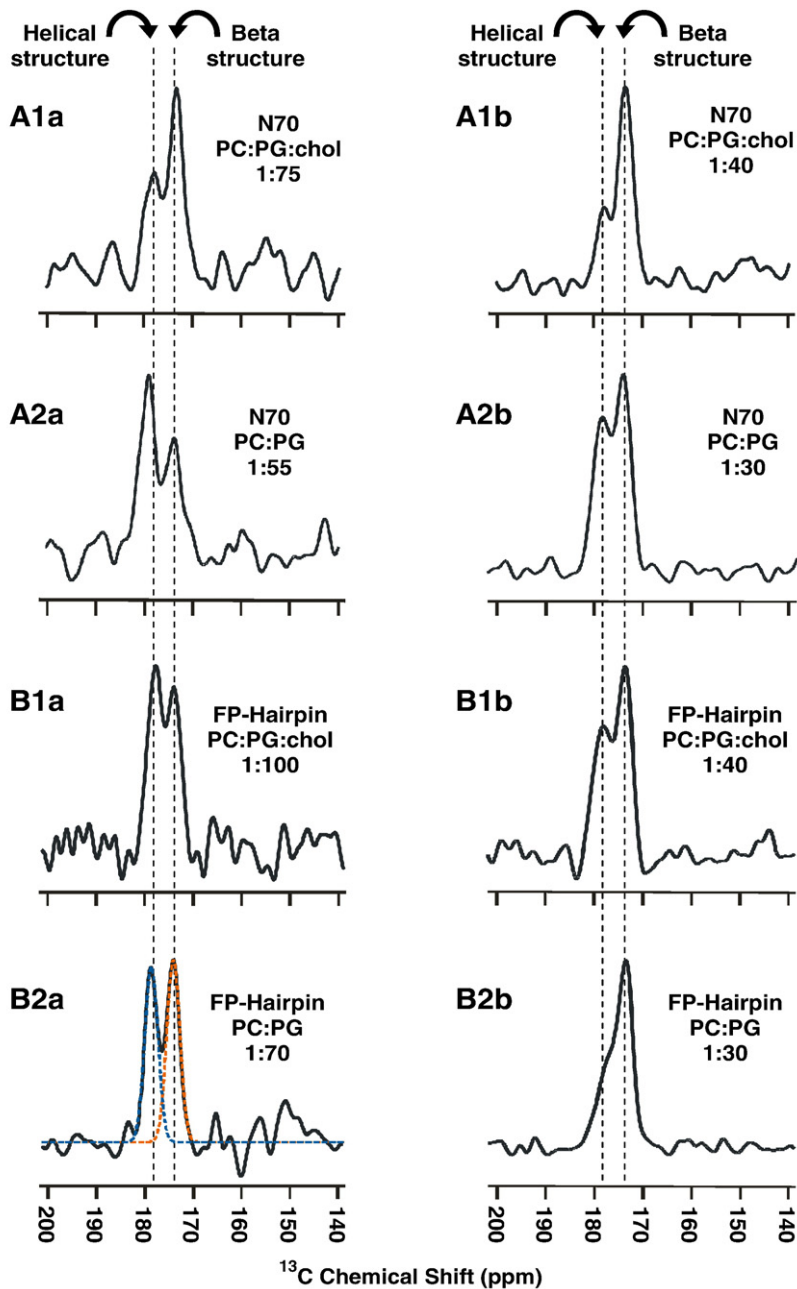 Helical
structure
Beta
structure
Helical
structure
Beta
structure
A1a
N70
PC:PG:chol
1:75
A1b
N70
PC:PG:chol
1:40
A2a
N70
PC:PG
1:55
A2b
N70
PC:PG
1:30
B1a
FP-Hairpin
PC:PG:chol
1:100
B1b
FP-Hairpin
PC:PG:chol
1:40
B2a
FP-Hairpin
PC:PG
1:70
B2b
FP-Hairpin
PC:PG
1:30
200 190 180 170 160 150 140
200 190 180 170 160 150 140
¹³C Chemical Shift (ppm)